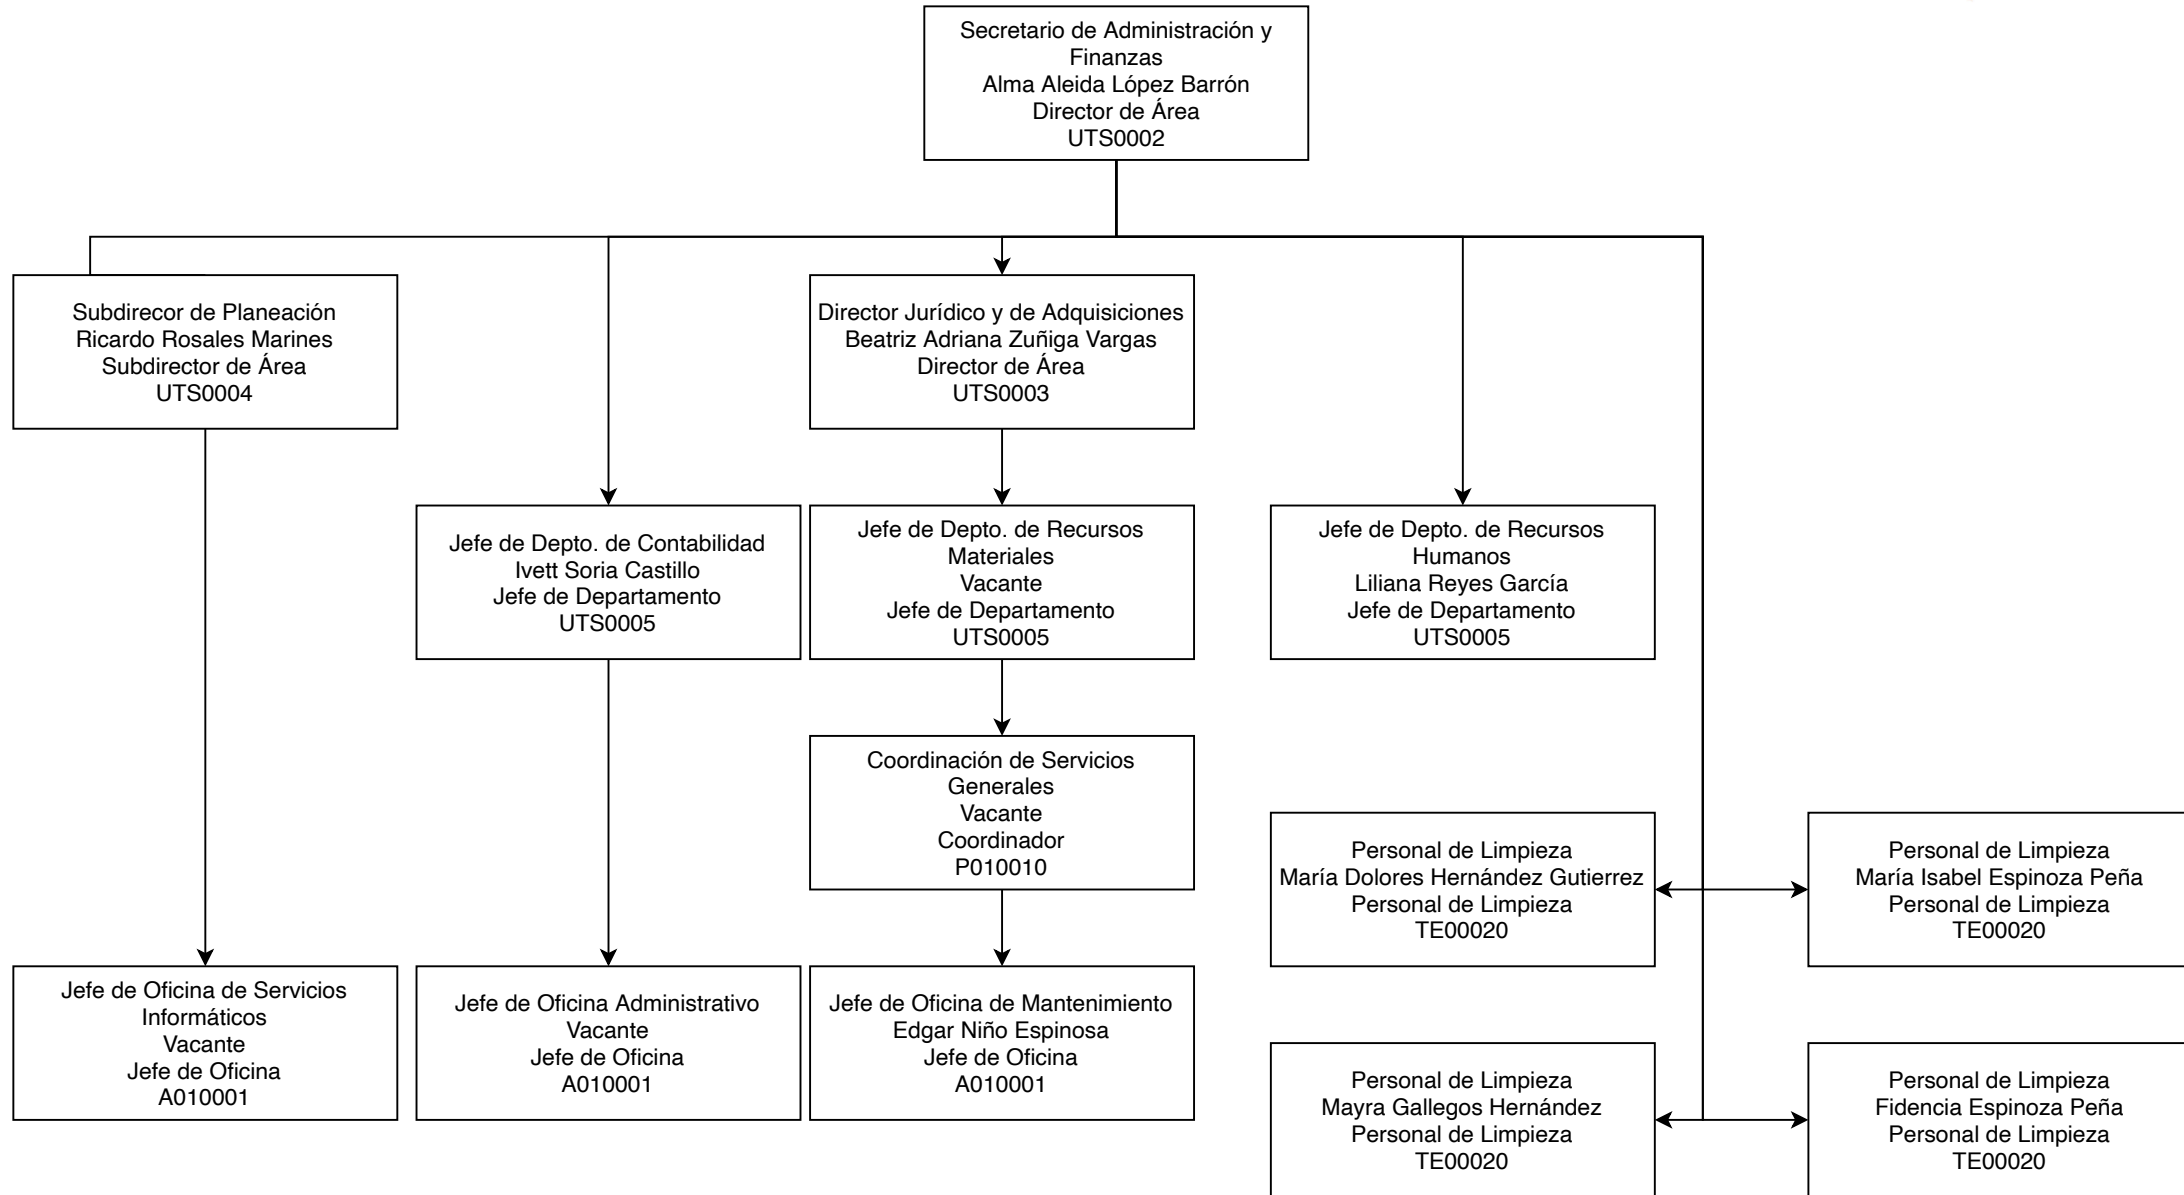 Secretario de Administración y
Finanzas
Alma Aleida López Barrón
Director de Área
UTS0002
Subdirecor de Planeación
Ricardo Rosales Marines
Subdirector de Área
UTS0004
Director Jurídico y de Adquisiciones
Beatriz Adriana Zuñiga Vargas
Director de Área
UTS0003
Jefe de Depto. de Contabilidad
Ivett Soria Castillo
Jefe de Departamento
UTS0005
Jefe de Depto. de Recursos
Materiales
Vacante
Jefe de Departamento
UTS0005
Jefe de Depto. de Recursos
Humanos
Liliana Reyes García
Jefe de Departamento
UTS0005
Coordinación de Servicios
Generales
Vacante
Coordinador
P010010
Personal de Limpieza
María Dolores Hernández Gutierrez
Personal de Limpieza
TE00020
Personal de Limpieza
María Isabel Espinoza Peña
Personal de Limpieza
TE00020
Jefe de Oficina de Servicios
Informáticos
Vacante
Jefe de Oficina
A010001
Jefe de Oficina Administrativo
Vacante
Jefe de Oficina
A010001
Jefe de Oficina de Mantenimiento
Edgar Niño Espinosa
Jefe de Oficina
A010001
Personal de Limpieza
Mayra Gallegos Hernández
Personal de Limpieza
TE00020
Personal de Limpieza
Fidencia Espinoza Peña
Personal de Limpieza
TE00020